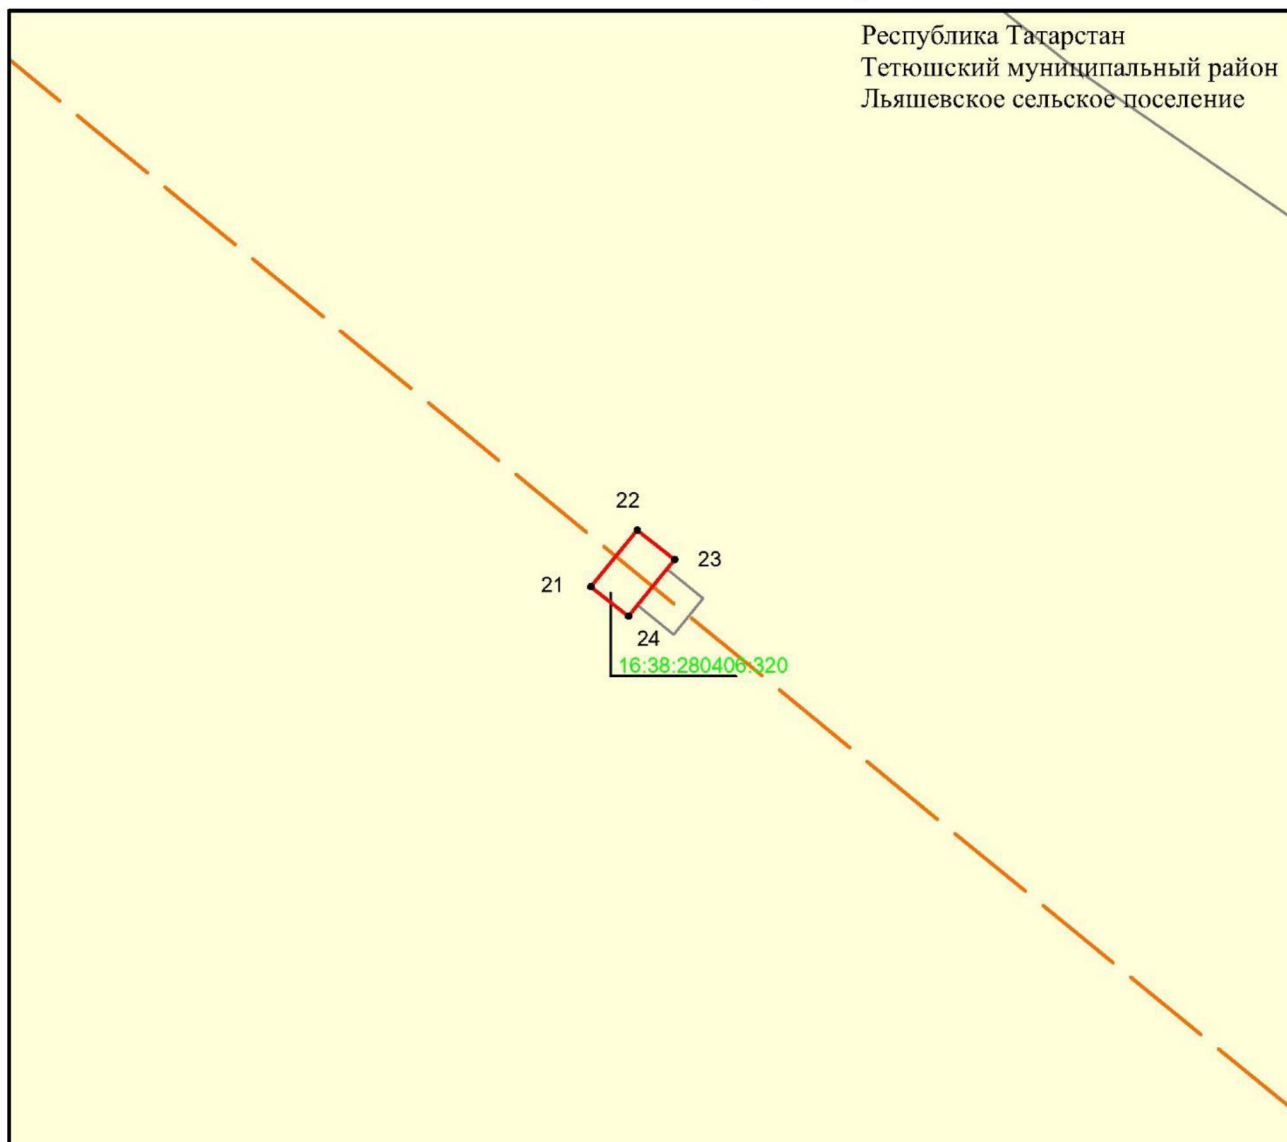 Республика Татарстан
Тетюшский муниципальный район
Льяшевское сельское поселение
22
23
21
24
16:38:280406:320